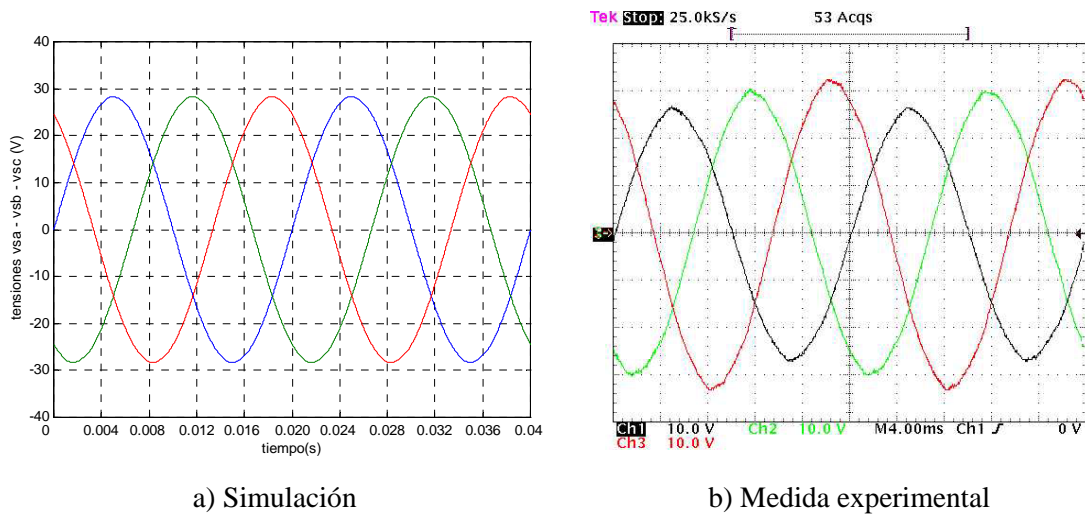 40
30
20
10
0
-10
-20
-30
-40
tensiones vsa - vsb - vsc (V)
0 0.004 0.008 0.012 0.016 0.020 0.024 0.028 0.032 0.036 0.04
tiempo(s)
Tek Stop: 25.0kS/s 53 Acqs
Ch1 10.0 V Ch2 10.0 V M4.00ms Ch1 0 V
Ch3 10.0 V
a) Simulación
b) Medida experimental